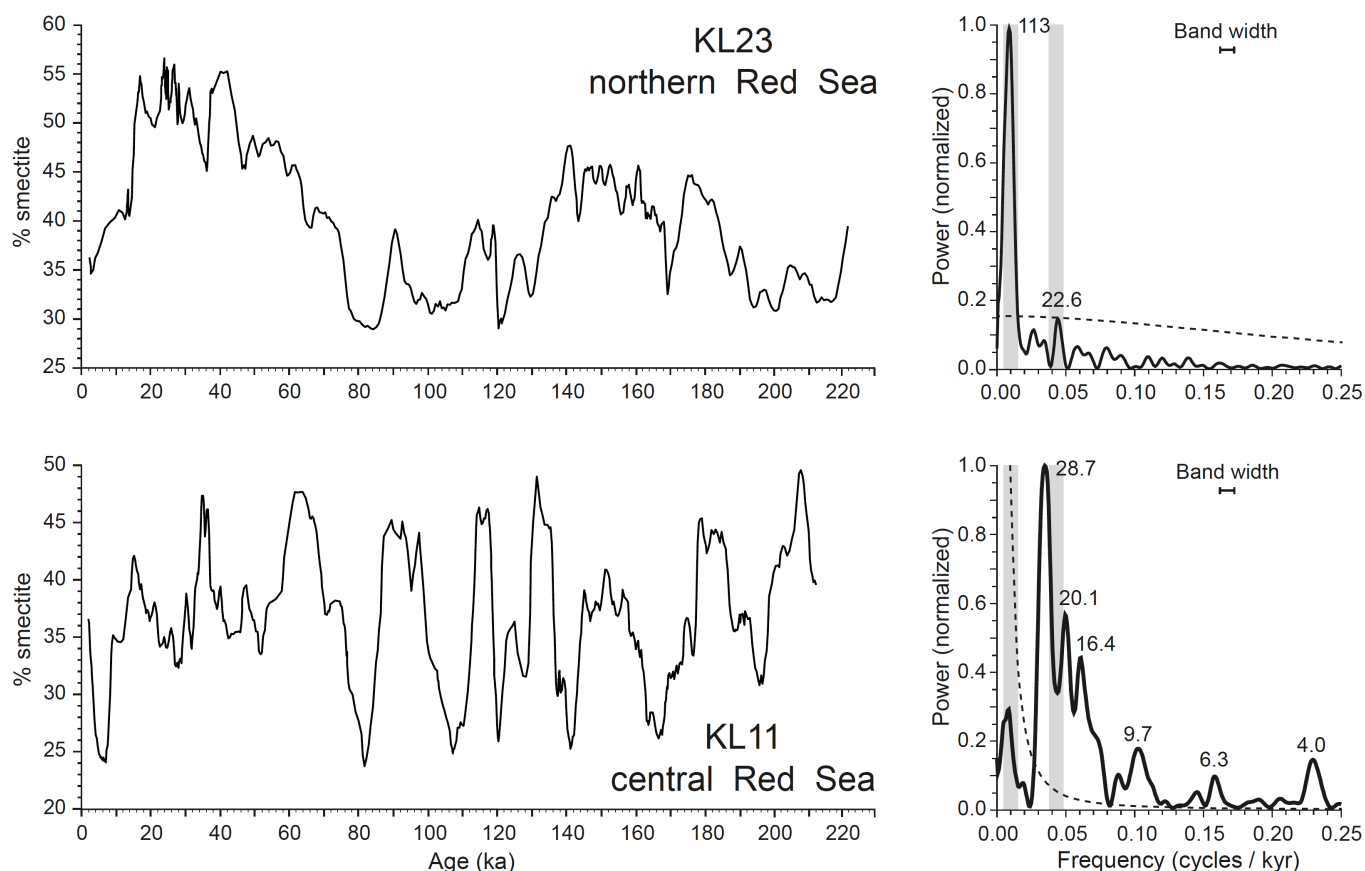 60
55
50
45
40
35
30
25
% smectite
KL23
northern Red Sea
0 20 40 60 80 100 120 140 160 180 200 220
1.0
0.8
0.6
0.4
0.2
0.0
Power (normalized)
113
Band width
22.6
0.00 0.05 0.10 0.15 0.20 0.25
50
45
40
35
30
25
20
% smectite
KL11
central Red Sea
0 20 40 60 80 100 120 140 160 180 200 220
Age (ka)
1.0
0.8
0.6
0.4
0.2
0.0
Power (normalized)
28.7
Band width
20.1
16.4
9.7
6.3
4.0
0.00 0.05 0.10 0.15 0.20 0.25
Frequency (cycles / kyr)